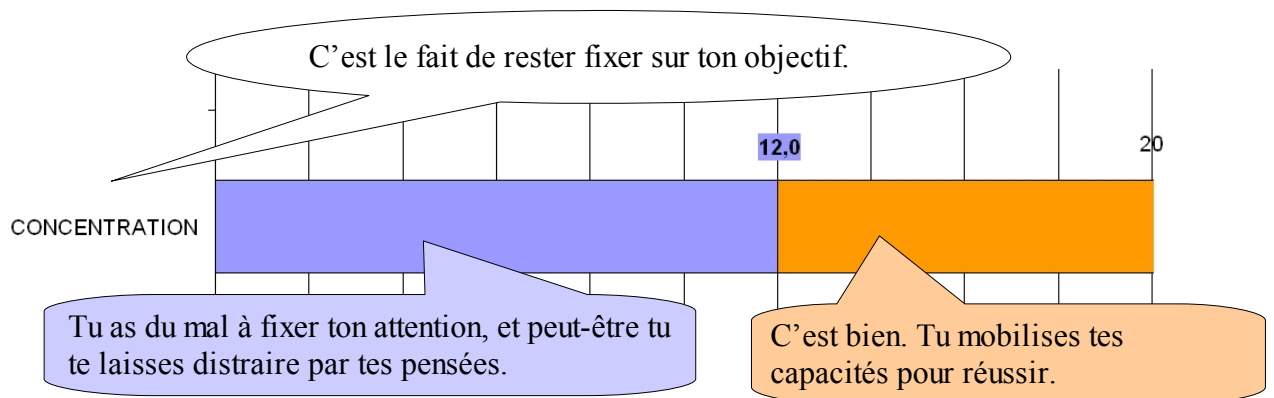 C’est le fait de rester fixer sur ton objectif.
12,0
20
CONCENTRATION
Tu as du mal à fixer ton attention, et peut-être tu
te laisses distraire par tes pensées.
C’est bien. Tu mobilises tes
capacités pour réussir.